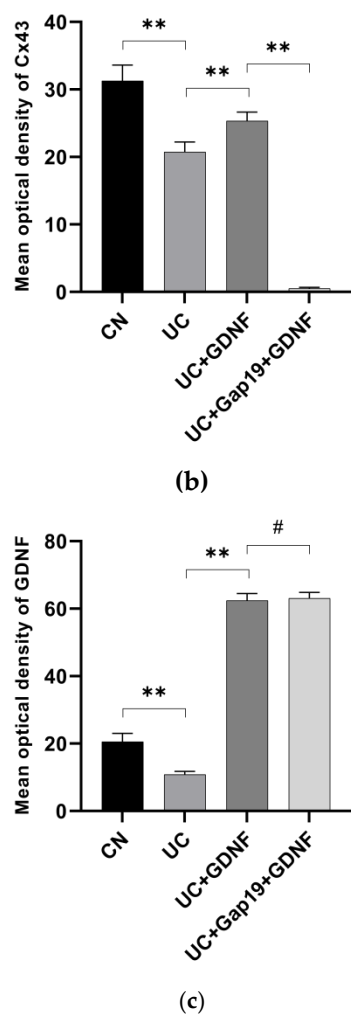 Mean optical density of Cx43
40
30
20
10
0
**
**
**
CN
UC
UC+GDNF
UC+Gap19+GDNF
(b)
Mean optical density of GDNF
80
60
40
20
0
**
**
#
CN
UC
UC+GDNF
UC+Gap19+GDNF
(c)